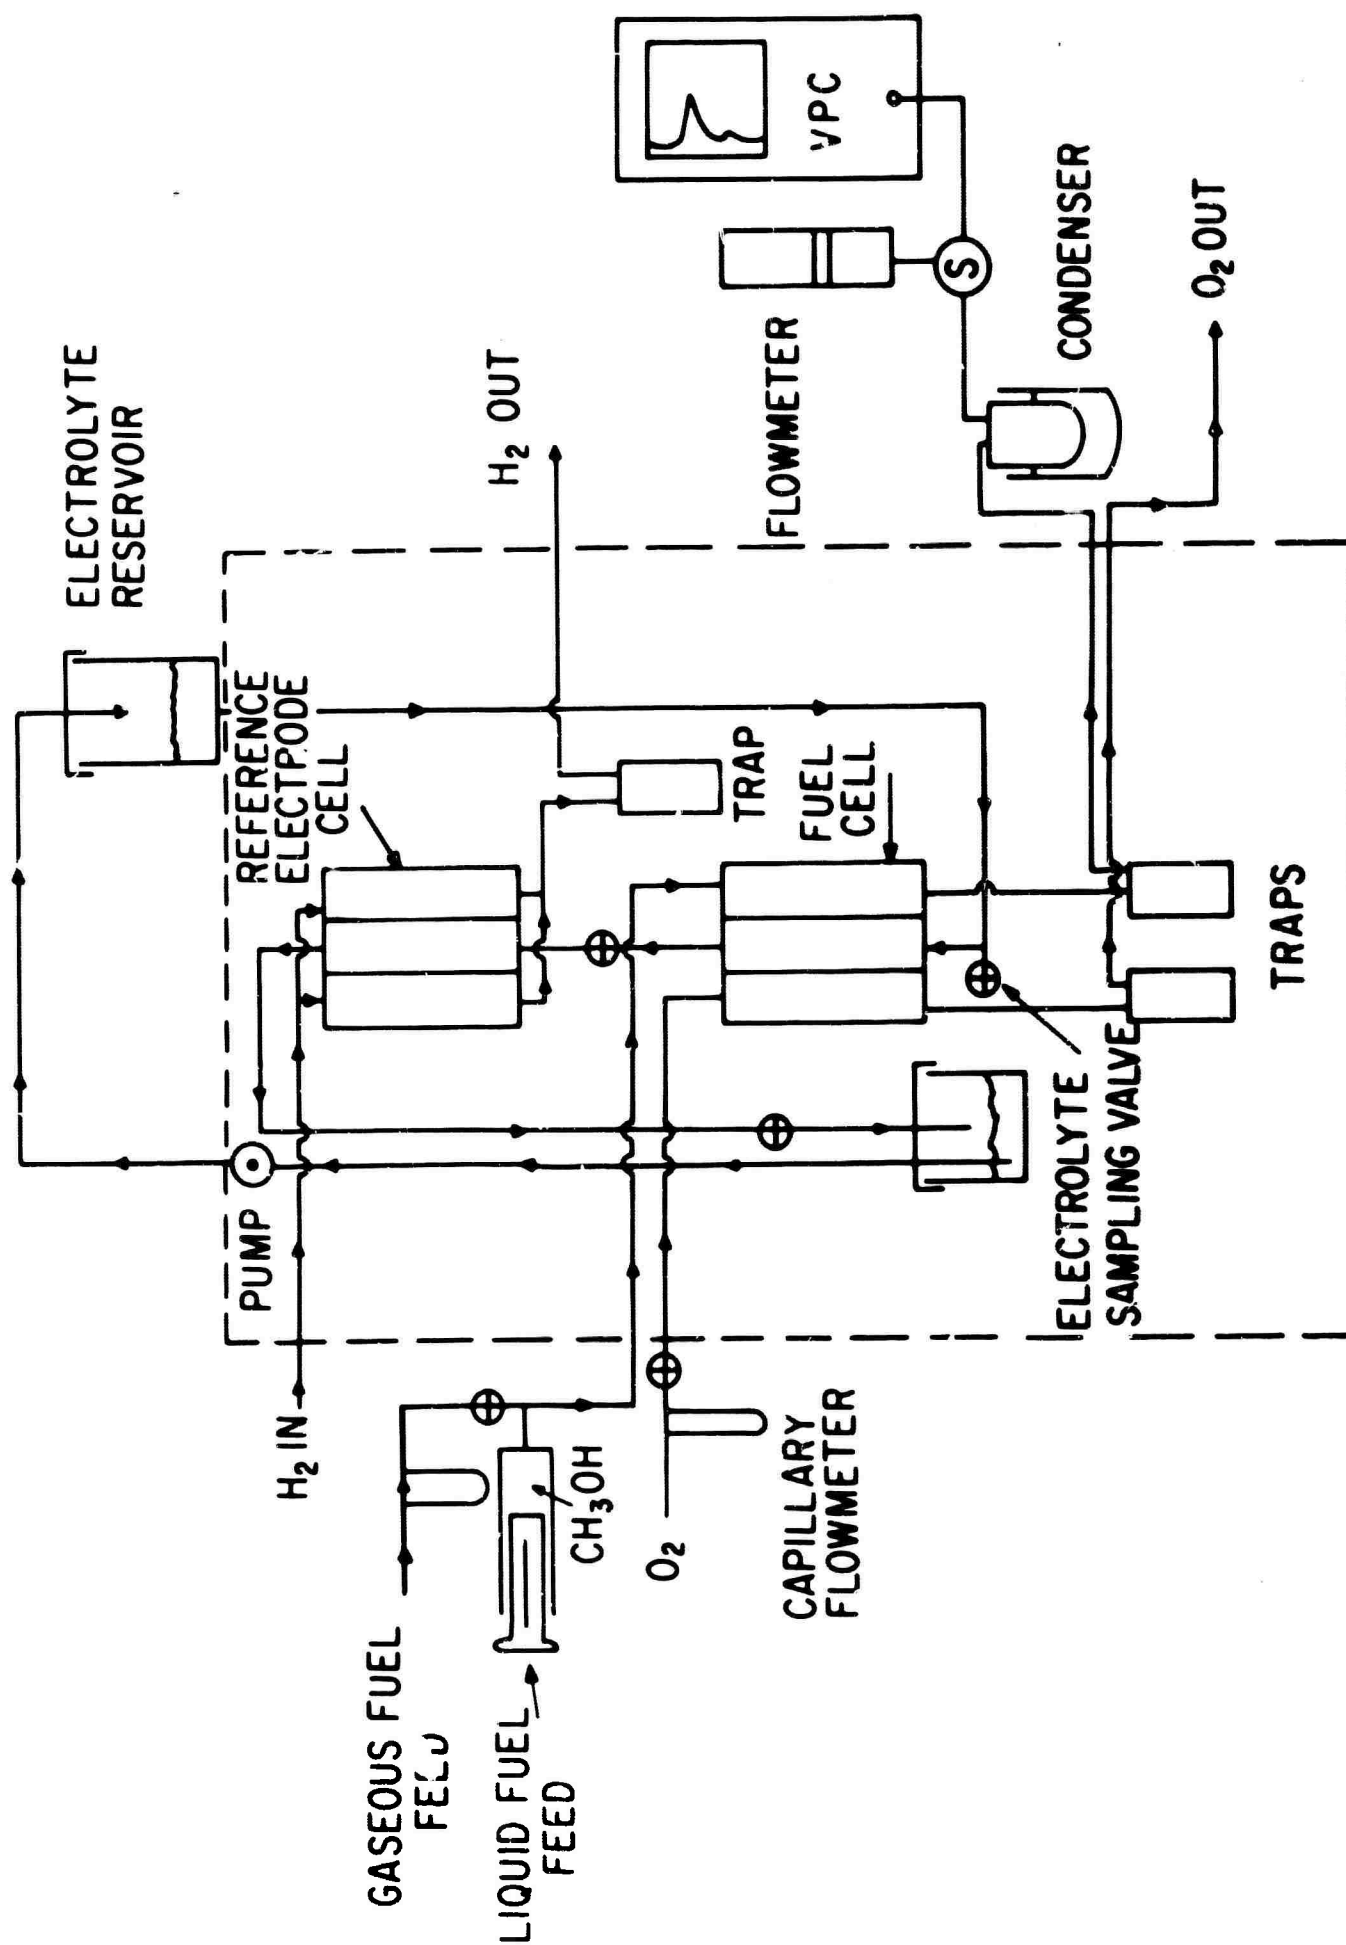 ELECTROLYTE
RESERVOIR
REFERENCE
ELECTPODE
CELL
PUMP
H2 IN
H2 OUT
TRAP
FUEL
CELL
GASEOUS FUEL
LIQUID FUEL
FEED
CH3OH
O2
CAPILLARY
FLOWMETER
ELECTROLYTE
SAMPLING VALVE
TRAPS
FLOWMETER
S
VPC
CONDENSER
O2 OUT